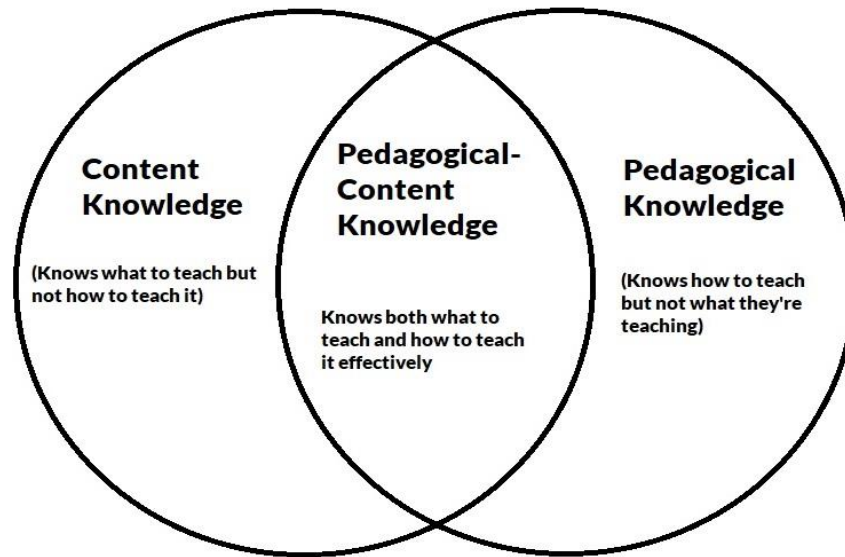 Content
Knowledge
(Knows what to teach but
not how to teach it)
Pedagogical-
Content
Knowledge
Knows both what to
teach and how to teach
it effectively
Pedagogical
Knowledge
(Knows how to teach
but not what they're
teaching)